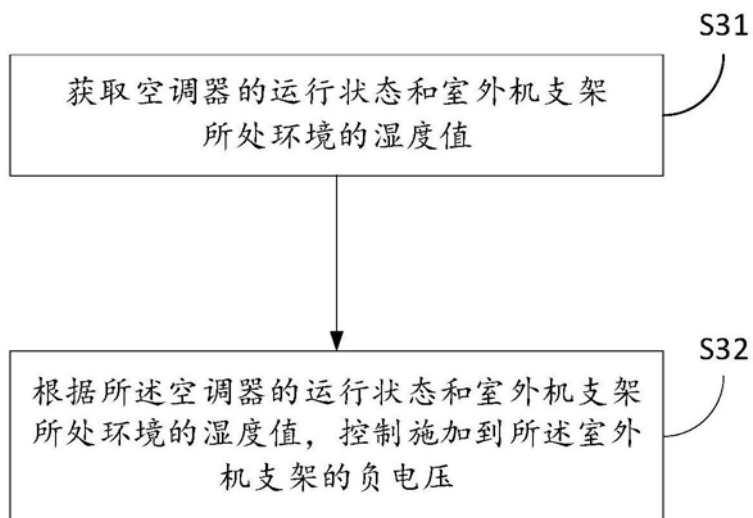 S31
获取空调器的运行状态和室外机支架
所处环境的湿度值
S32
根据所述空调器的运行状态和室外机支架
所处环境的湿度值，控制施加到所述室外
机支架的负电压